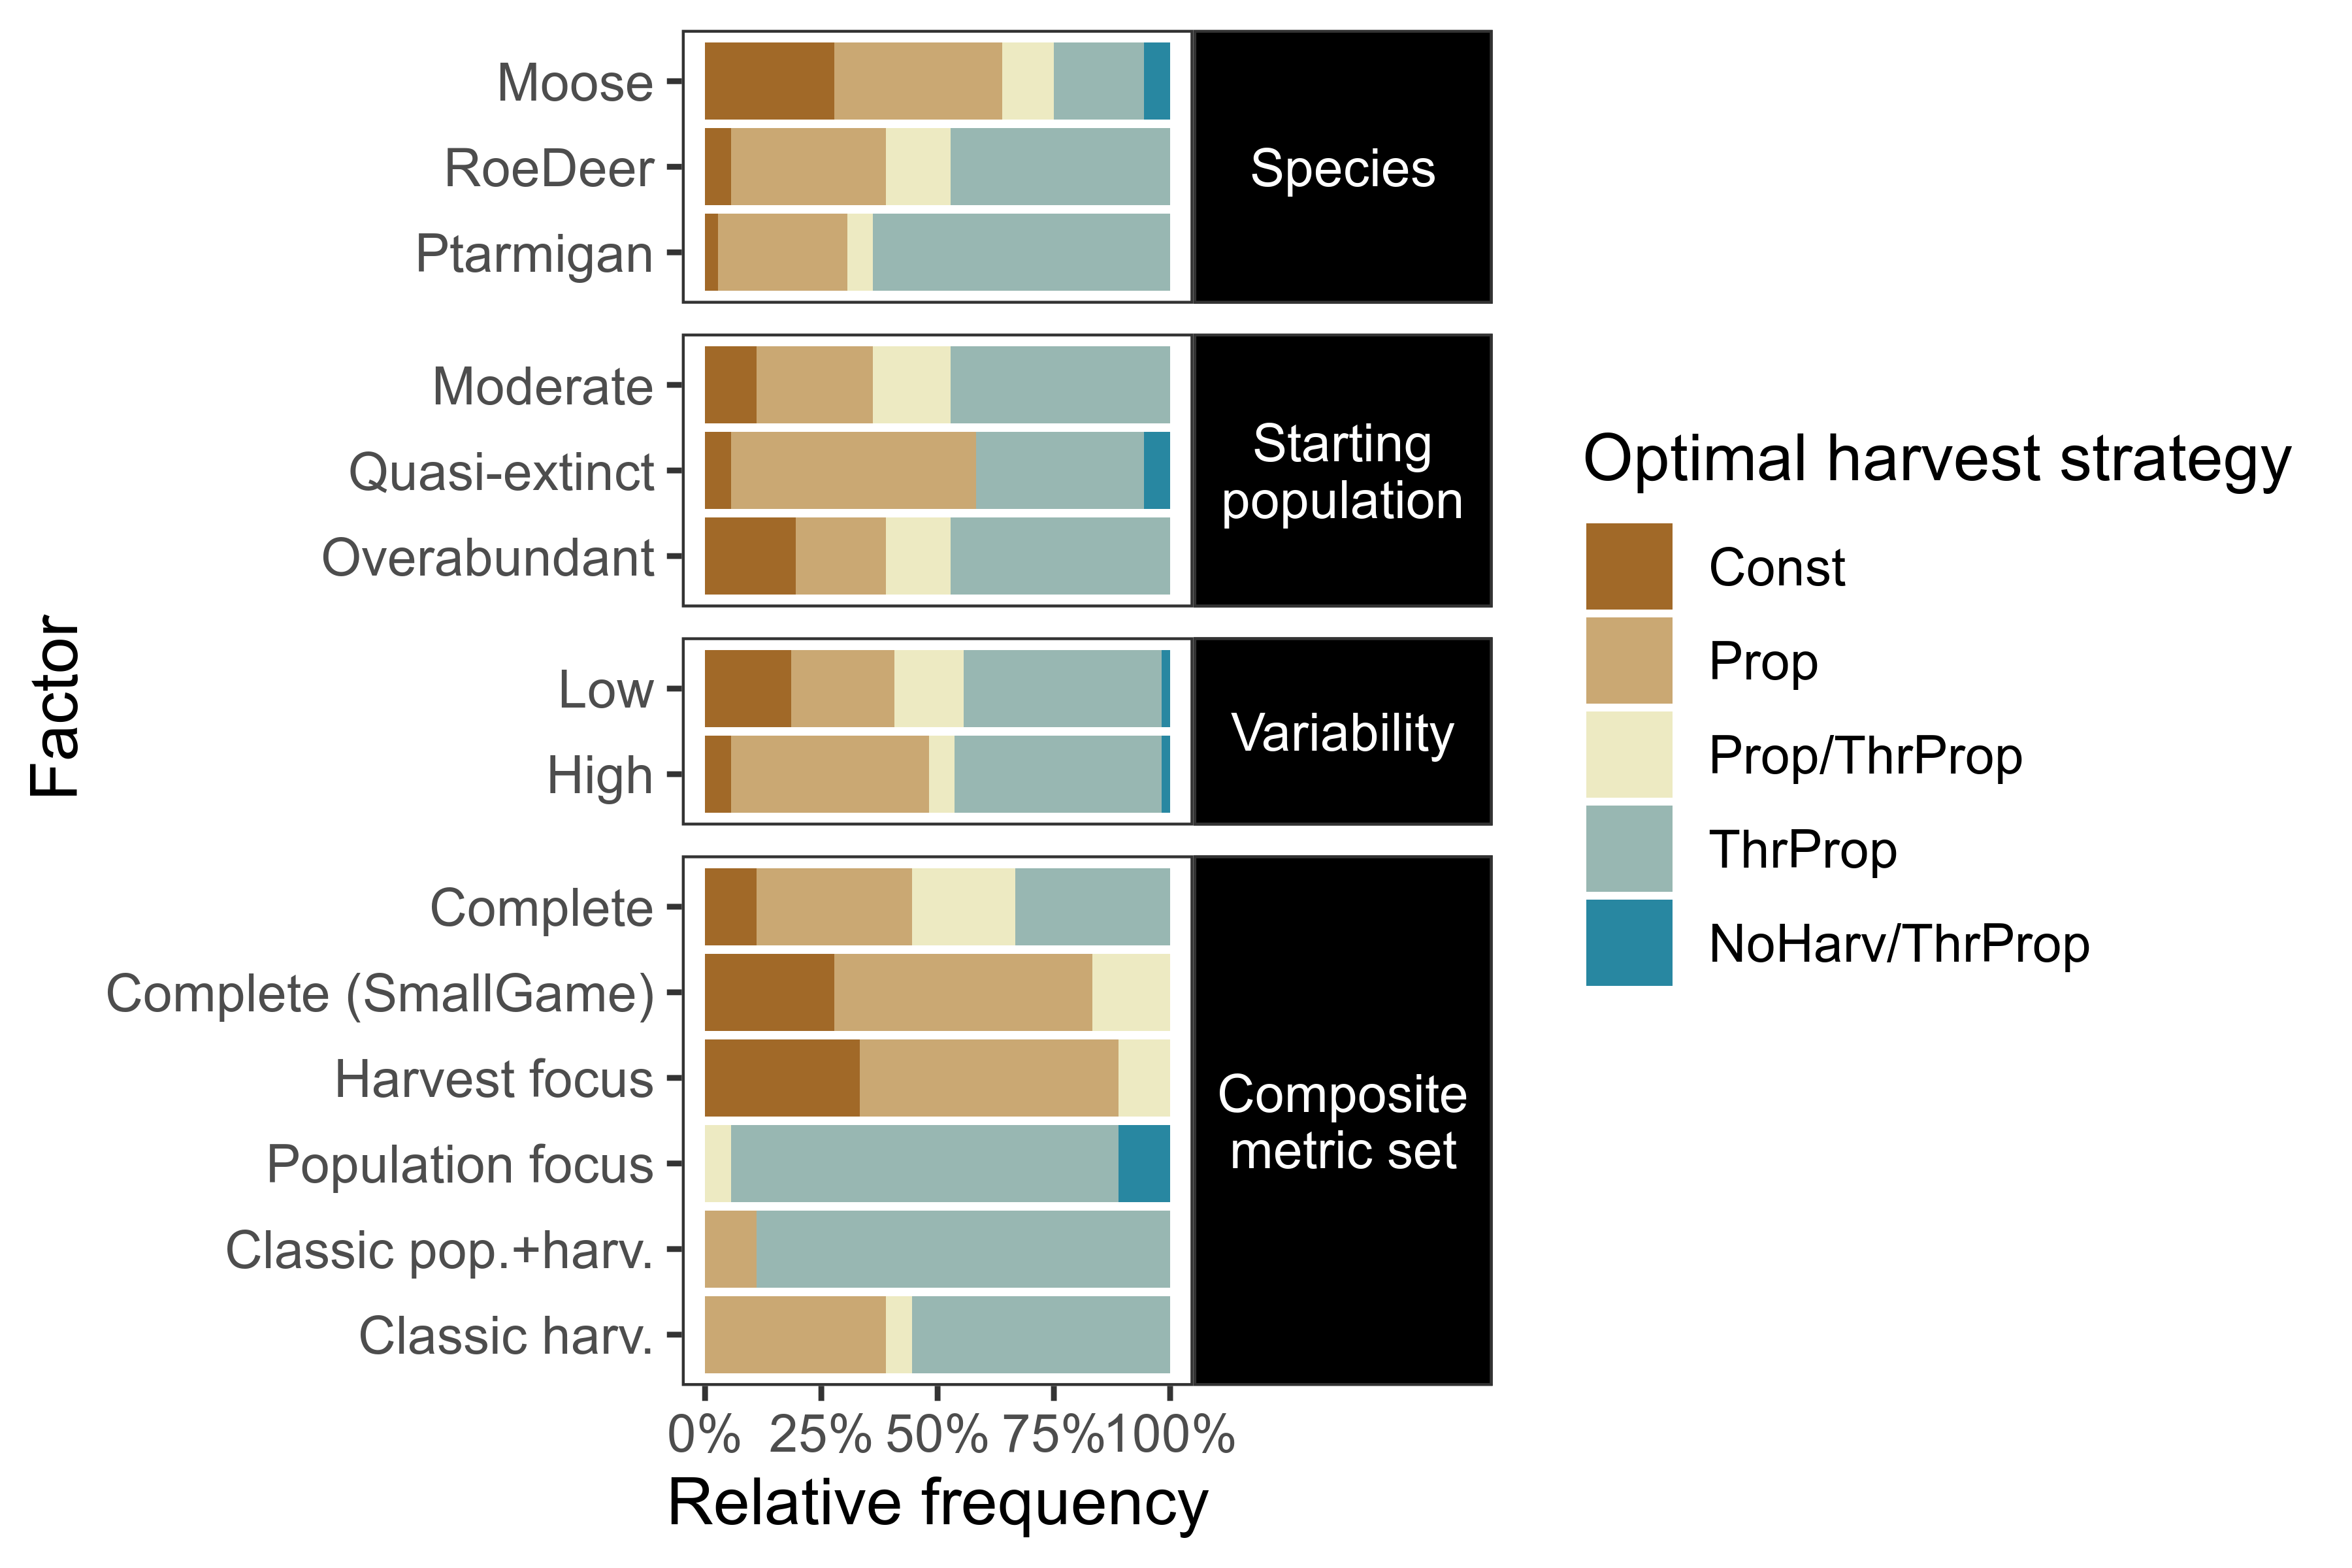 Factor
Moose
RoeDeer
Ptarmigan
Species
Moderate
Quasi-extinct
Overabundant
Starting
population
Low
High
Variability
Complete
Complete (SmallGame)
Harvest focus
Population focus
Classic pop.+harv.
Classic harv.
Composite
metric set
0% 25% 50% 75% 100%
Relative frequency
Optimal harvest strategy
Const
Prop
Prop/ThrProp
ThrProp
NoHarv/ThrProp